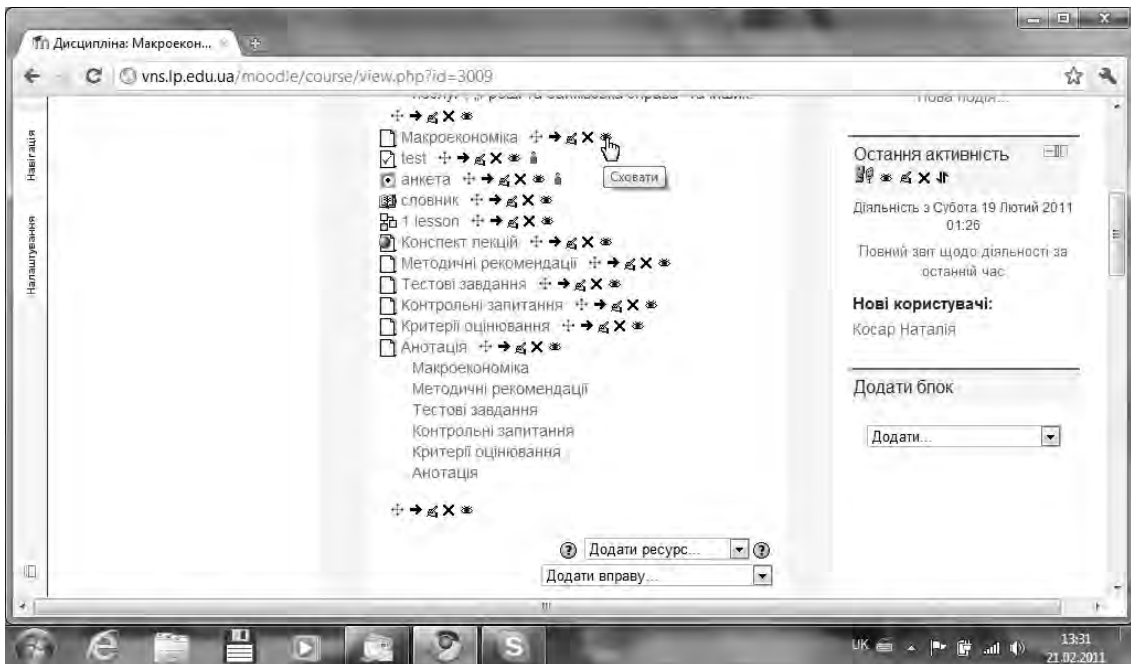 Дисципліна: Макроекон...
vns.lp.edu.ua/moodle/course/view.php?id=3009
Навігація
Налаштування
Нова подія...
Макроекономіка
test
анкета
Сховати
словник
1 lesson
Конспект лекцій
Методичні рекомендації
Тестові завдання
Контрольні запитання
Критерії оцінювання
Анотація
Макроекономіка
Методичні рекомендації
Тестові завдання
Контрольні запитання
Критерії оцінювання
Анотація
Додати ресурс...
Додати вправу...
Остання активність
Діяльність з Субота 19 Лютий 2011
01:26
Повний звіт щодо діяльності за
останній час
Нові користувачі:
Косар Наталія
Додати блок
Додати...
UK
13:31
21.02.2011